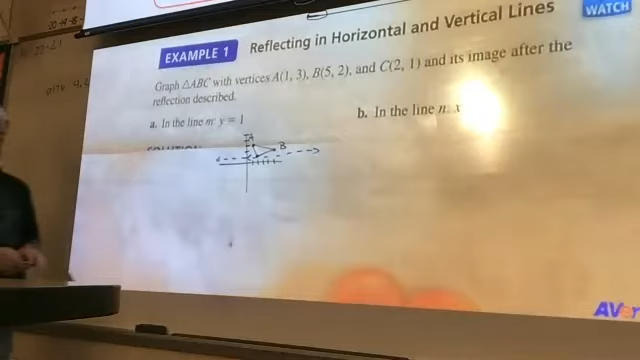 WATCH
EXAMPLE 1 Reflecting in Horizontal and Vertical Lines
Graph △ABC with vertices A(1, 3), B(5, 2), and C(2, 1) and its image after the
reflection described.
a. In the line m: y = 1
b. In the line n: x
A
B
AVer